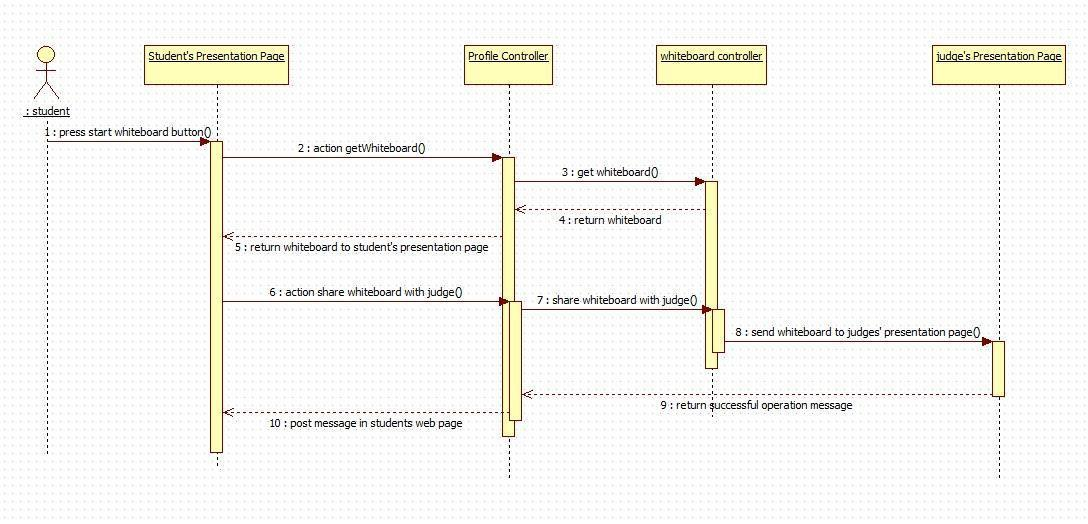 Student's Presentation Page
Profile Controller
whiteboard controller
judge's Presentation Page
: student
1 : press start whiteboard button()
2 : action getWhiteboard()
3 : get whiteboard()
4 : return whiteboard
5 : return whiteboard to student's presentation page
6 : action share whiteboard with judge()
7 : share whiteboard with judge()
8 : send whiteboard to judges' presentation page()
9 : return successful operation message
10 : post message in students web page